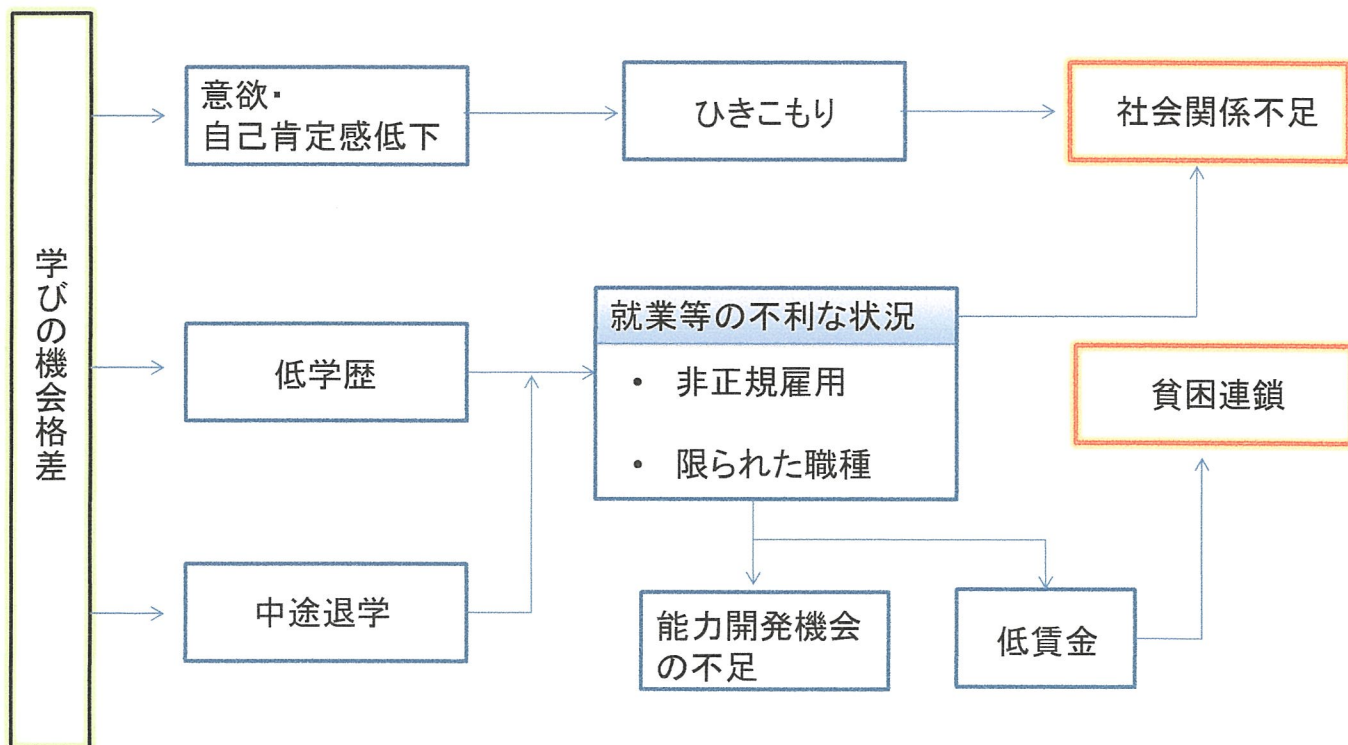 学びの機会格差
意欲・
自己肯定感低下
ひきこもり
社会関係不足
低学歴
就業等の不利な状況
・ 非正規雇用
・ 限られた職種
貧困連鎖
中途退学
能力開発機会
の不足
低賃金